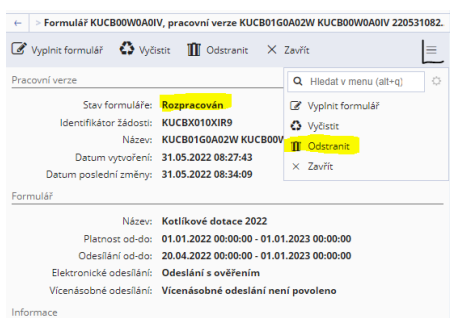 ← > Formulář KUCB00W0A0IV, pracovní verze KUCB01G0A02W KUCB00W0A0IV 220531082...
Vyplnit formulář Vyčistit Odstranit × Zavřít
Pracovní verze
Hledat v menu (alt+q)
Vyplnit formulář
Vyčistit
Odstranit
× Zavřít
Stav formuláře: Rozpracován
Identifikátor žádosti: KUCBX010XIR9
Název: KUCB01G0A02W KUCB00W
Datum vytvoření: 31.05.2022 08:27:43
Datum poslední změny: 31.05.2022 08:34:09
Formulář
Název: Kotlíkové dotace 2022
Platnost od-do: 01.01.2022 00:00:00 - 01.01.2023 00:00:00
Odesílání od-do: 20.04.2022 00:00:00 - 01.01.2023 00:00:00
Elektronické odesílání: Odeslání s ověřením
Vícenásobné odesílání: Vícenásobné odeslání není povoleno
Informace